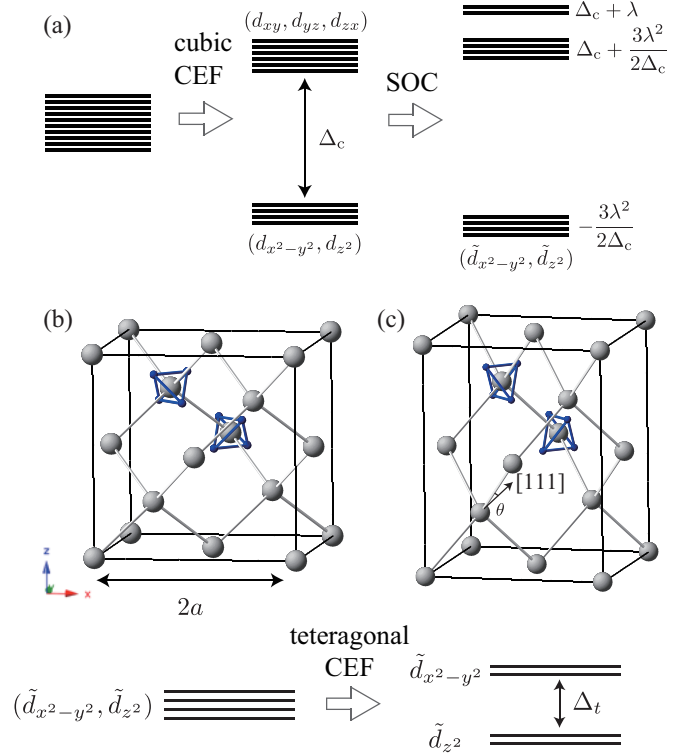 (a)
cubic
CEF
(d_{xy}, d_{yz}, d_{zx})
Δ_c
(d_{x²−y²}, d_{z²})
SOC
Δ_c + λ
Δ_c + 3λ²/2Δ_c
−3λ²/2Δ_c
(d̃_{x²−y²}, d̃_{z²})
(b)
z
y
x
2a
(c)
[111]
θ
(d̃_{x²−y²}, d̃_{z²})
teteragonal
CEF
d̃_{x²−y²}
Δ_t
d̃_{z²}